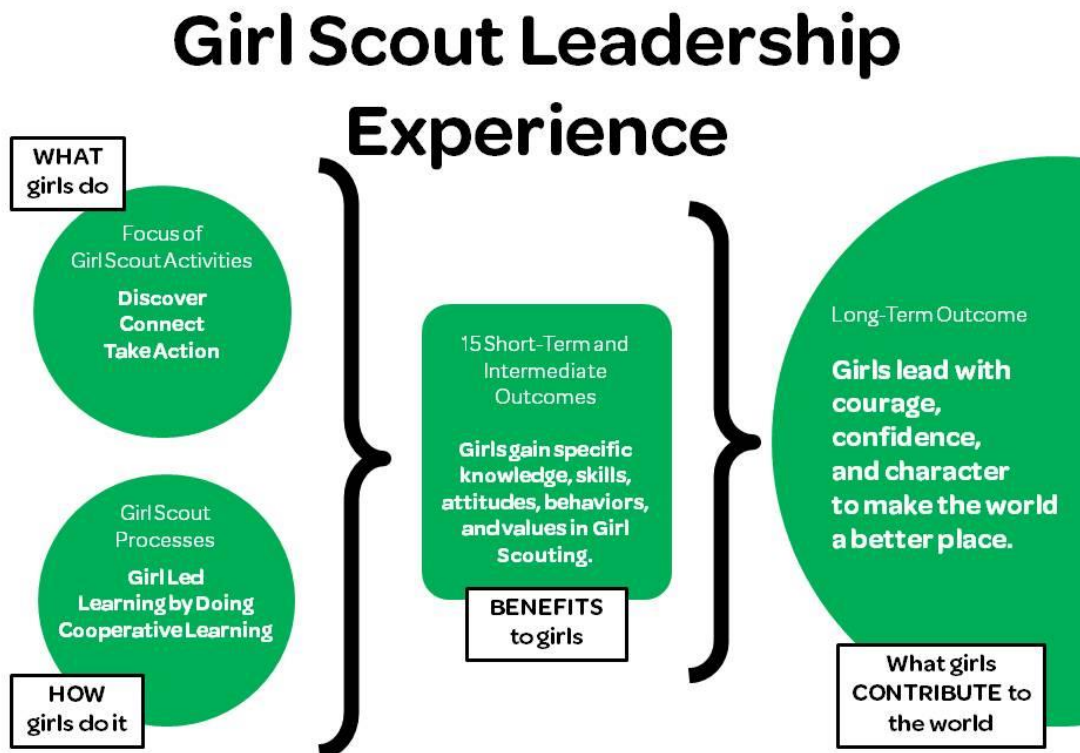 Girl Scout Leadership
Experience
WHAT
girls do
Focus of
Girl Scout Activities
Discover
Connect
Take Action
Girl Scout
Processes
Girl Led
Learning by Doing
Cooperative Learning
HOW
girls do it
15 Short-Term and
Intermediate
Outcomes
Girls gain specific
knowledge, skills,
attitudes, behaviors,
and values in Girl
Scouting.
BENEFITS
to girls
Long-Term Outcome
Girls lead with
courage,
confidence,
and character
to make the world
a better place.
What girls
CONTRIBUTE to
the world